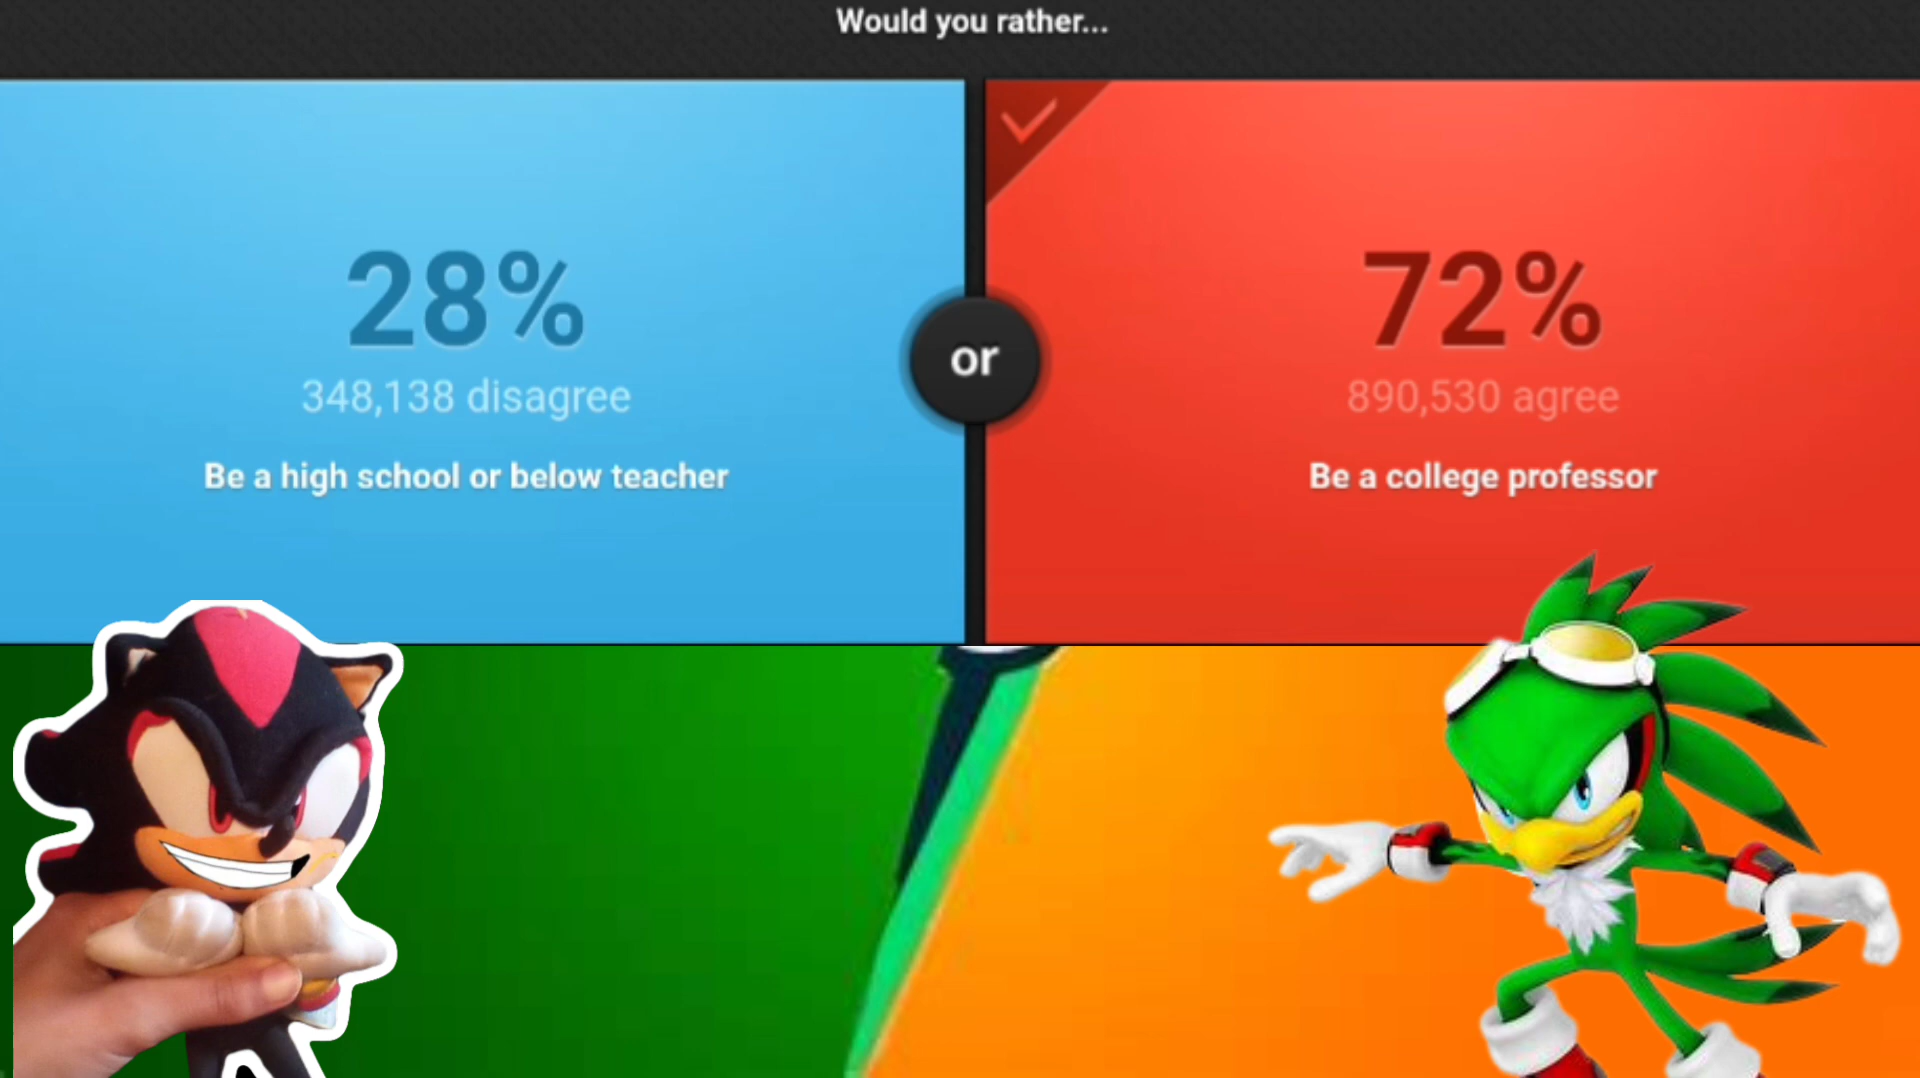 Would you rather...
28%
348,138 disagree
Be a high school or below teacher
or
72%
890,530 agree
Be a college professor